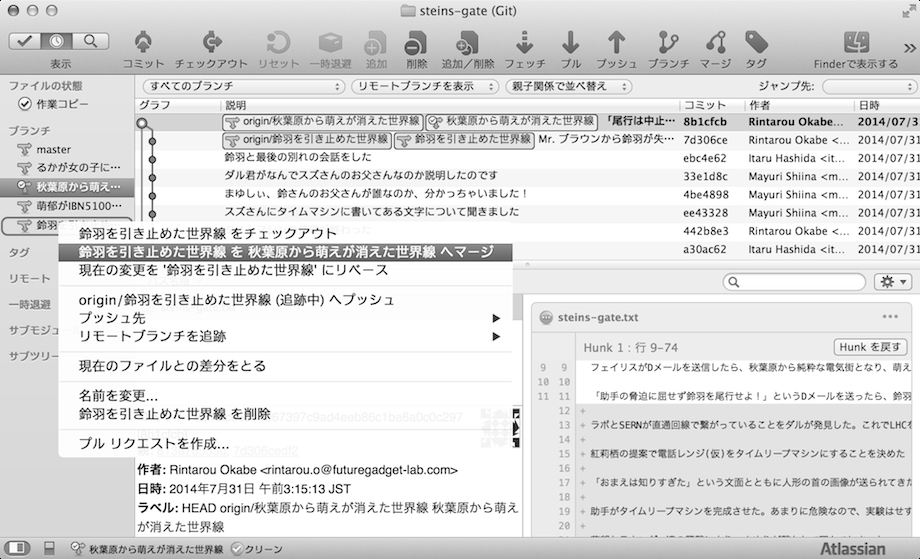 steins-gate (Git)
表示 コミット チェックアウト リセット 一時退避 追加 削除 追加/削除 フェッチ プル プッシュ ブランチ マージ タグ Finderで表示する
ファイルの状態
作業コピー
ブランチ
master
るかが女の子に…
秋葉原から萌え…
萌郁がIBN5100…
タグ
リモート
一時退避
サブモジュ
サブツリー
すべてのブランチ リモートブランチを表示 親子関係で並べ替え ジャンプ先:
グラフ 説明 コミット 作者 日時
origin/秋葉原から萌えが消えた世界線 秋葉原から萌えが消えた世界線 「尾行は中止… 8b1cfcb Rintarou Okabe… 2014/07/31
origin/鈴羽を引き止めた世界線 鈴羽を引き止めた世界線 Mr. ブラウンから鈴羽が失… 7d306ce Rintarou Okabe <… 2014/07/31
鈴羽と最後の別れの会話をした ebc4e62 Itaru Hashida <it… 2014/07/31
ダル君がなんでスズさんのお父さんなのか説明したのです 33e1d8c Mayuri Shiina <m… 2014/07/31
まゆしぃ、鈴さんのお父さんが誰なのか、分かっちゃいました！ 4be4898 Mayuri Shiina <m… 2014/07/31
スズさんにタイムマシンに書いてある文字について聞きました ee43328 Mayuri Shiina <m… 2014/07/31
442b8e3 Rintarou Okabe <… 2014/07/31
a30ac62 Itaru Hashida <it… 2014/07/31
鈴羽を引き止めた世界線 をチェックアウト
鈴羽を引き止めた世界線 を 秋葉原から萌えが消えた世界線 へマージ
現在の変更を '鈴羽を引き止めた世界線' にリベース
origin/鈴羽を引き止めた世界線 (追跡中) へプッシュ
プッシュ先
リモートブランチを追跡
現在のファイルとの差分をとる
名前を変更...
鈴羽を引き止めた世界線 を削除
プル リクエストを作成...
作者: Rintarou Okabe <rintarou.o@futuregadget-lab.com>
日時: 2014年7月31日 午前3:15:13 JST
ラベル: HEAD origin/秋葉原から萌えが消えた世界線 秋葉原から萌え
が消えた世界線
steins-gate.txt
Hunk 1：行 9-74 Hunk を戻す
9 9 フェイリスがDメールを送信したら、秋葉原から純粋な電気街となり、萌え
10 10
11 11 「助手の脅迫に屈せず鈴羽を尾行せよ！」というDメールを送ったら、鈴羽
12 +
13 + ラボとSERNが直通回線で繋がっていることをダルが発見した。これでLHCを
14 +
15 + 紅莉栖の提案で電話レンジ(仮)をタイムリープマシンにすることを決めた
16 +
17 + 「おまえは知りすぎた」という文面とともに人形の首の画像が送られてきた
18 +
19 + 助手がタイムリープマシンを完成させた。あまりに危険なので、実験はせず
20 +
秋葉原から萌えが消えた世界線 クリーン Atlassian